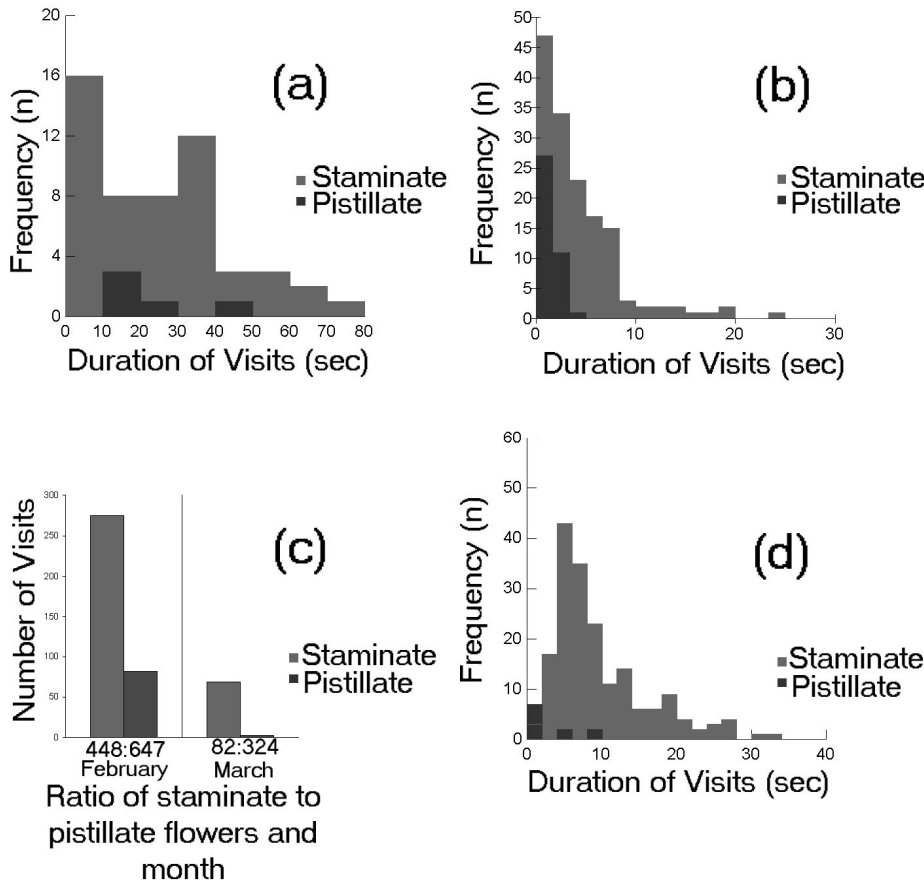 (a)
Frequency (n)
20
16
12
8
4
0
Staminate
Pistillate
0 10 20 30 40 50 60 70 80
Duration of Visits (sec)
(b)
Frequency (n)
50
45
40
35
30
25
20
15
10
5
0
Staminate
Pistillate
0 10 20 30
Duration of Visits (sec)
(c)
Number of Visits
300
250
200
150
100
50
0
Staminate
Pistillate
448:647 82:324
February March
Ratio of staminate to
pistillate flowers and
month
(d)
Frequency (n)
60
50
40
30
20
10
0
Staminate
Pistillate
0 10 20 30 40
Duration of Visits (sec)